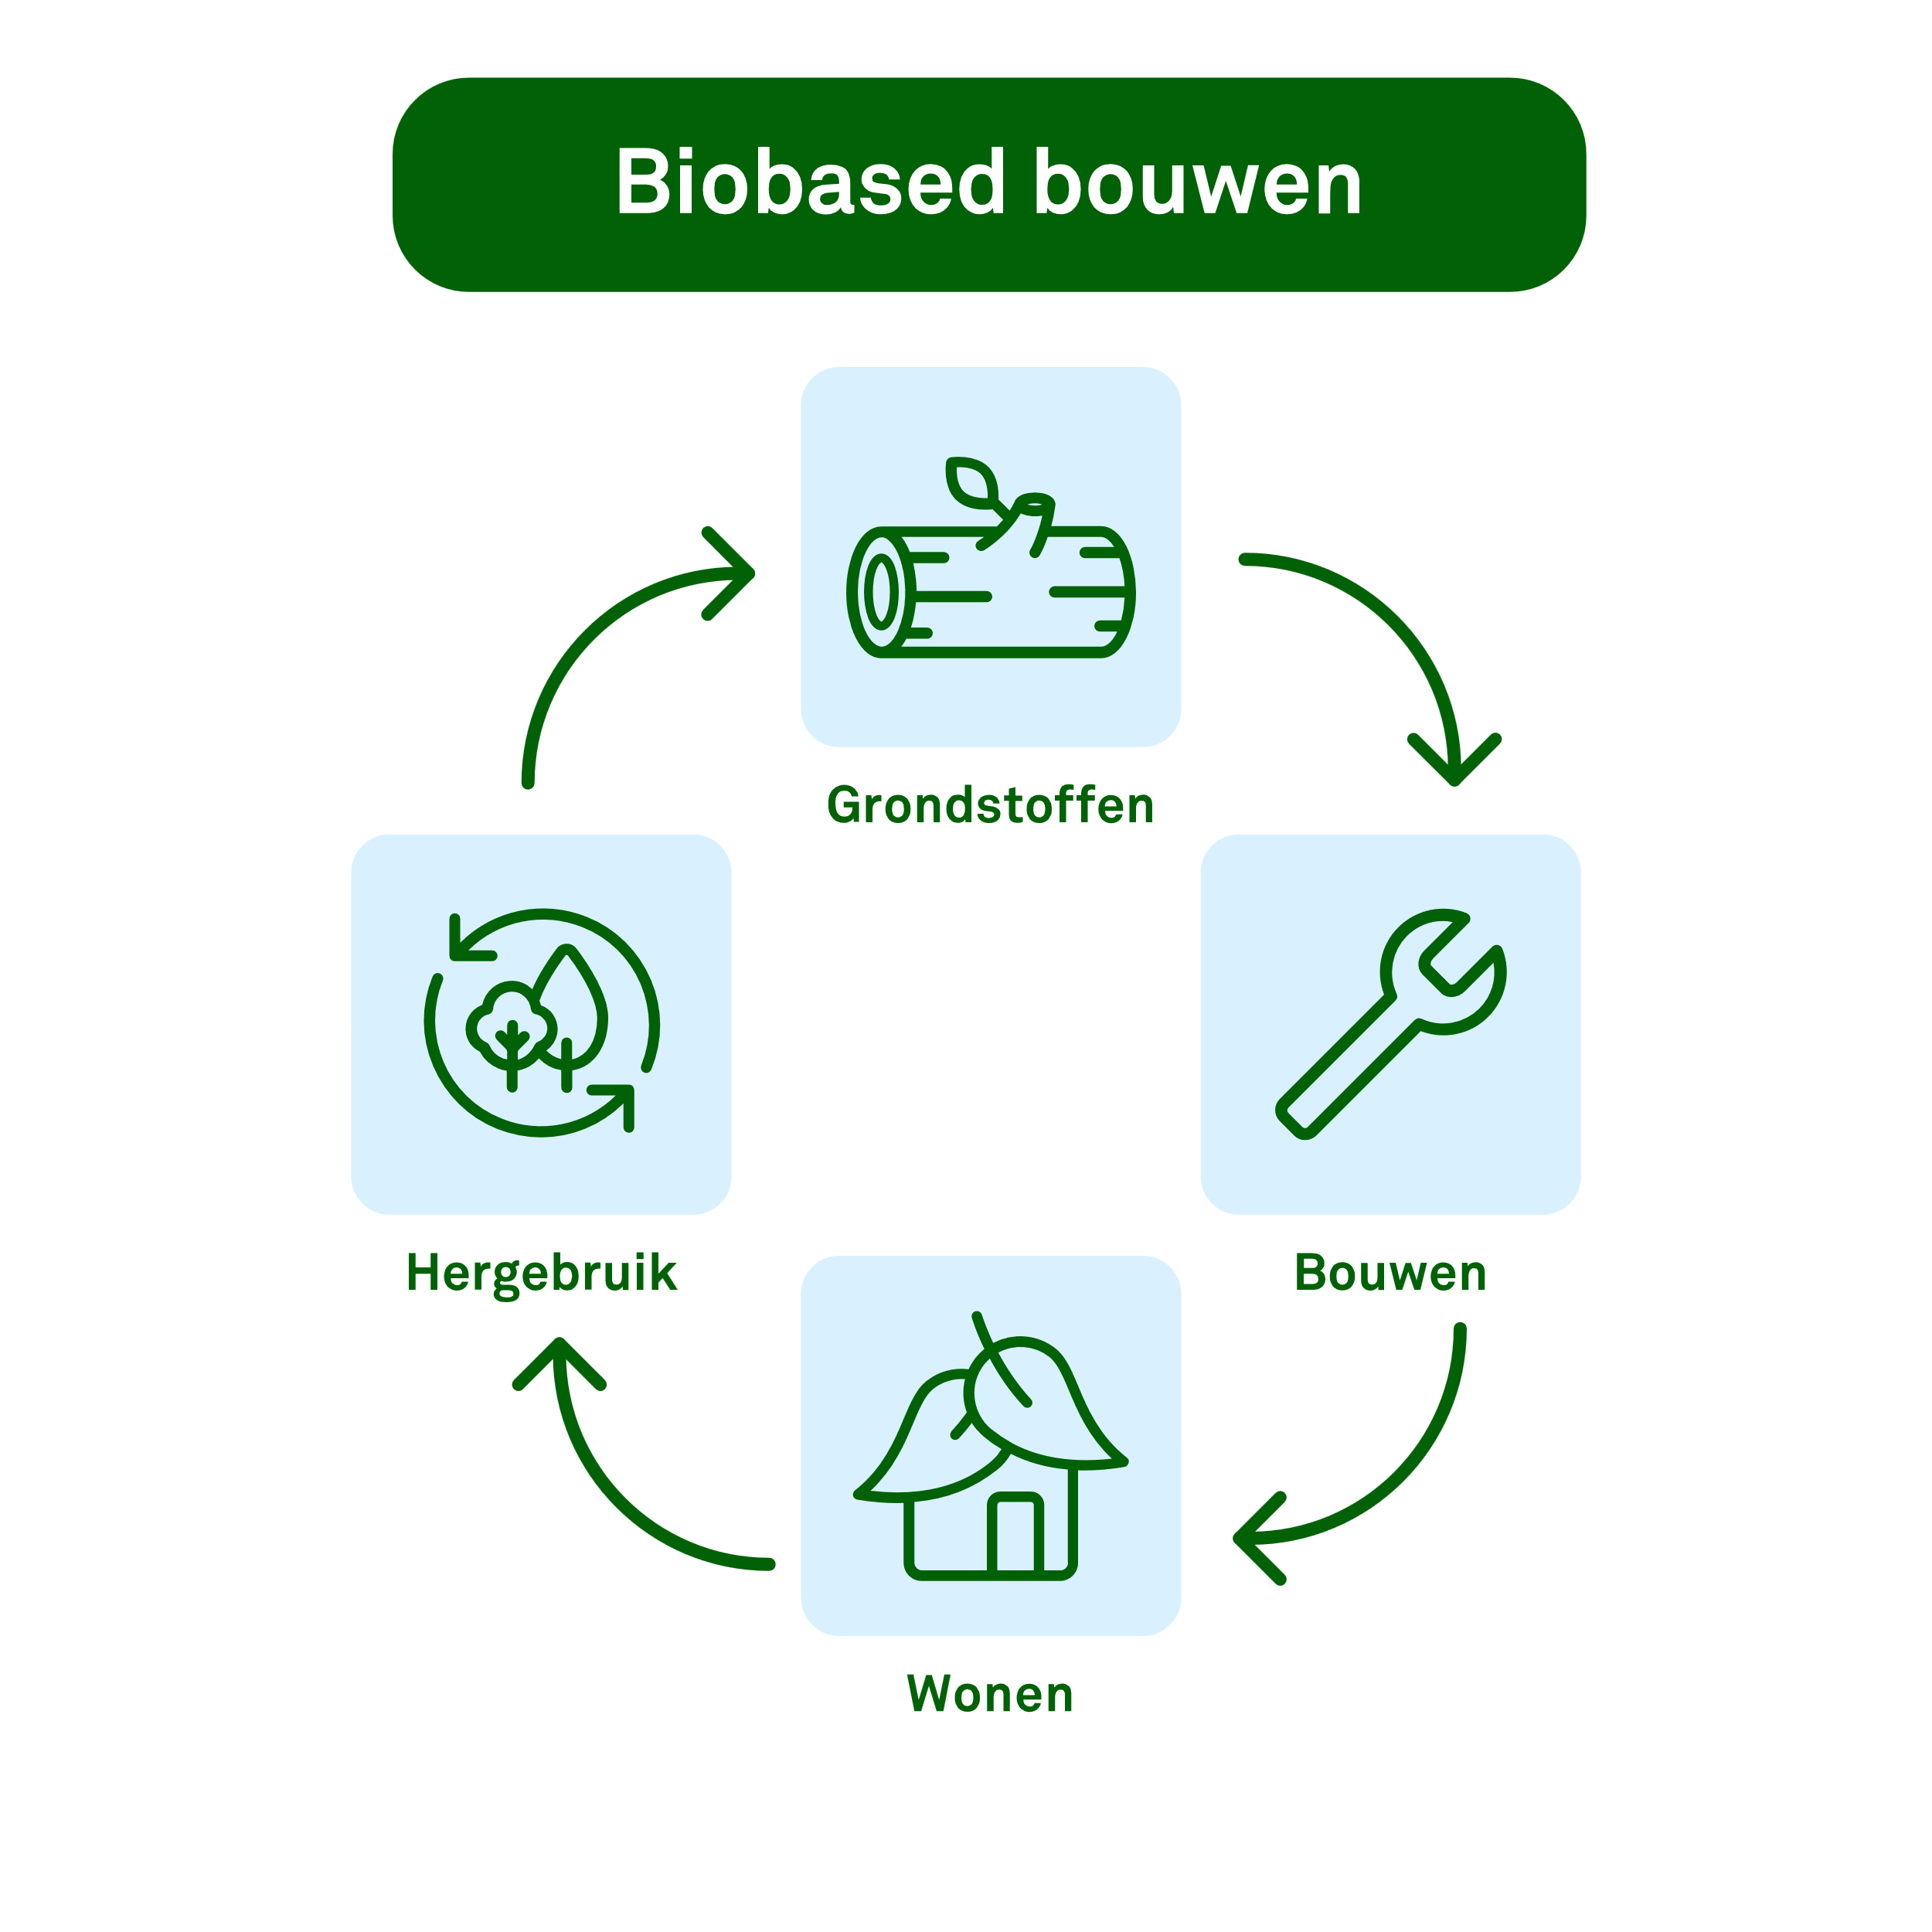 Biobased bouwen
Grondstoffen
Hergebruik
Bouwen
Wonen